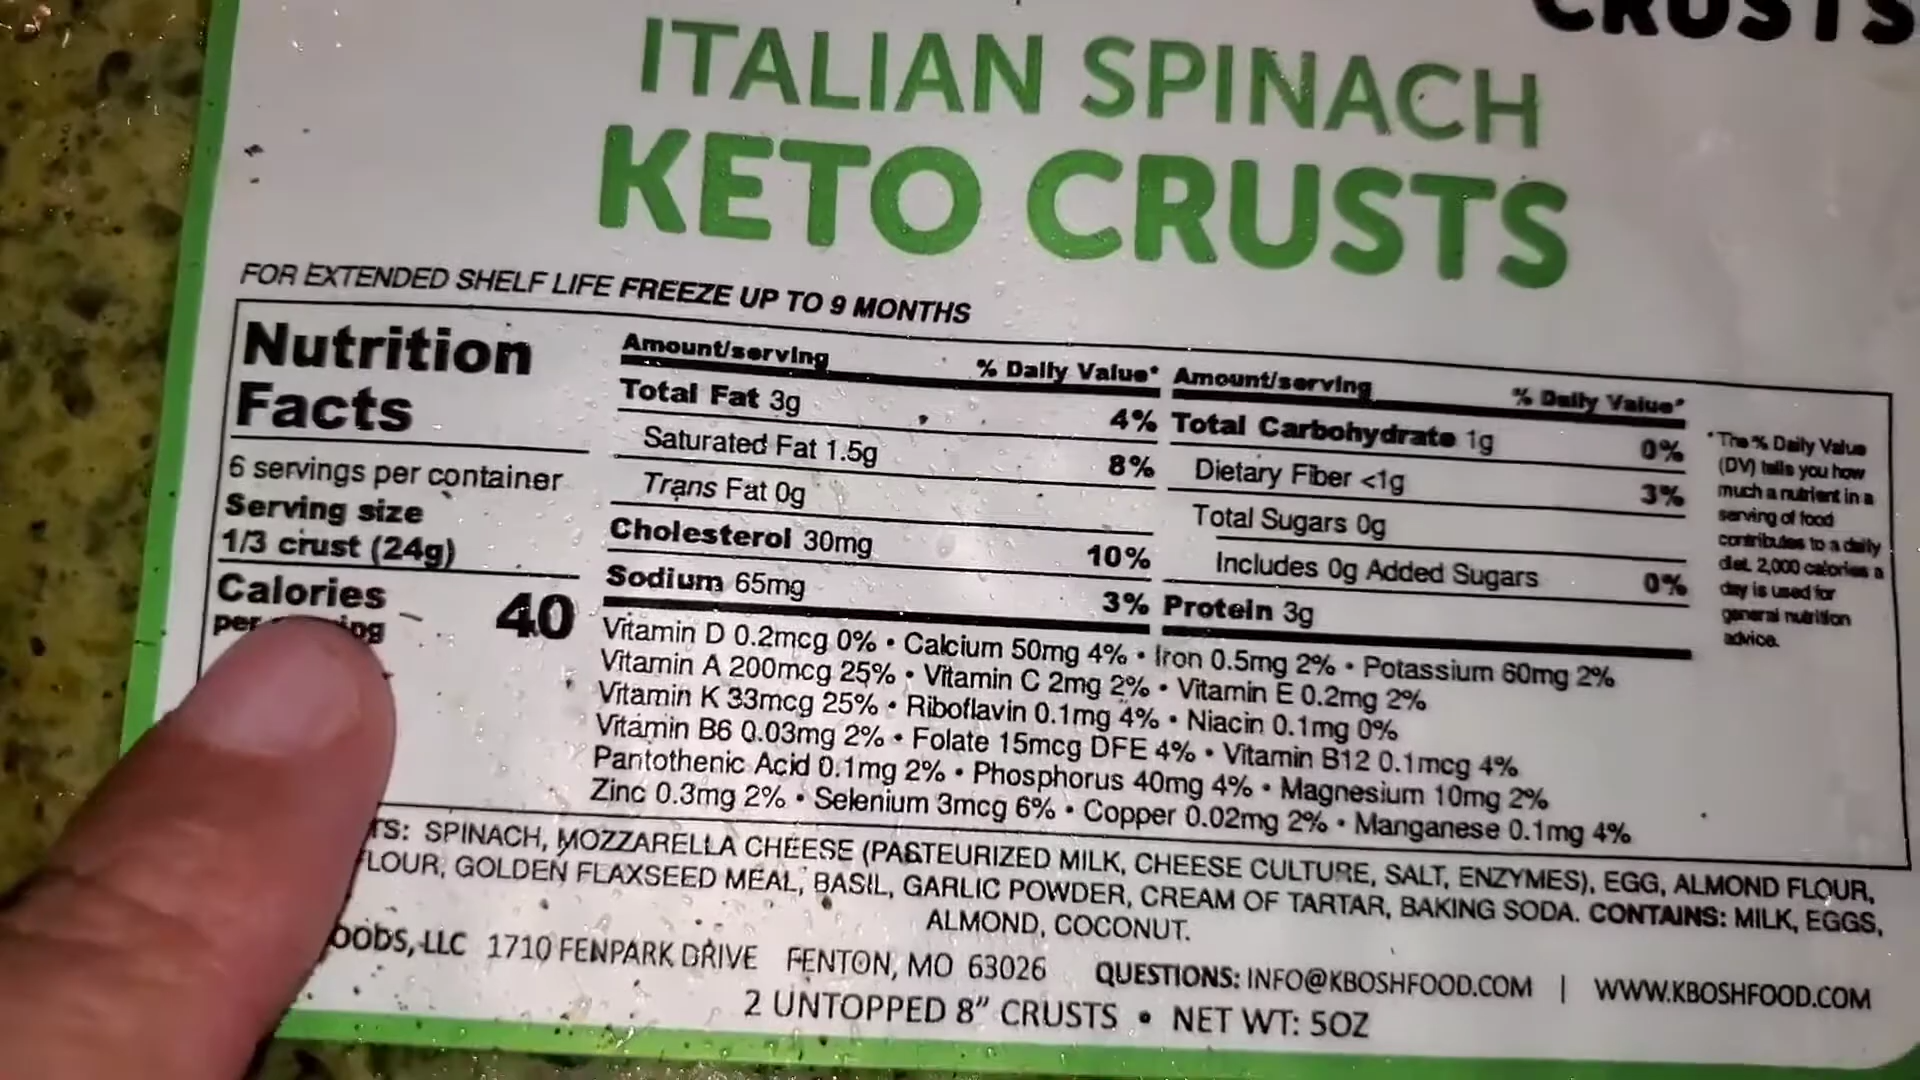 CRUSTS
ITALIAN SPINACH
KETO CRUSTS
FOR EXTENDED SHELF LIFE FREEZE UP TO 9 MONTHS
Nutrition
Facts
6 servings per container
Serving size
1/3 crust (24g)
Calories
per
40
Amount/serving % Daily Value*
Total Fat 3g 4%
Saturated Fat 1.5g 8%
Trans Fat 0g
Cholesterol 30mg 10%
Sodium 65mg 3%
Amount/serving % Daily Value*
Total Carbohydrate 1g 0%
Dietary Fiber <1g 3%
Total Sugars 0g
Includes 0g Added Sugars 0%
Protein 3g
*The % Daily Value
(DV) tells you how
much a nutrient in a
serving of food
contributes to a daily
diet. 2,000 calories a
day is used for
general nutrition
advice.
Vitamin D 0.2mcg 0% • Calcium 50mg 4% • Iron 0.5mg 2% • Potassium 60mg 2%
Vitamin A 200mcg 25% • Vitamin C 2mg 2% • Vitamin E 0.2mg 2%
Vitamin K 33mcg 25% • Riboflavin 0.1mg 4% • Niacin 0.1mg 0%
Vitamin B6 0.03mg 2% • Folate 15mcg DFE 4% • Vitamin B12 0.1mcg 4%
Pantothenic Acid 0.1mg 2% • Phosphorus 40mg 4% • Magnesium 10mg 2%
Zinc 0.3mg 2% • Selenium 3mcg 6% • Copper 0.02mg 2% • Manganese 0.1mg 4%
TS: SPINACH, MOZZARELLA CHEESE (PASTEURIZED MILK, CHEESE CULTURE, SALT, ENZYMES), EGG, ALMOND FLOUR,
FLOUR, GOLDEN FLAXSEED MEAL, BASIL, GARLIC POWDER, CREAM OF TARTAR, BAKING SODA. CONTAINS: MILK, EGGS,
ALMOND, COCONUT.
OODS, LLC 1710 FENPARK DRIVE FENTON, MO 63026 QUESTIONS: INFO@KBOSHFOOD.COM | WWW.KBOSHFOOD.COM
2 UNTOPPED 8” CRUSTS • NET WT: 5OZ